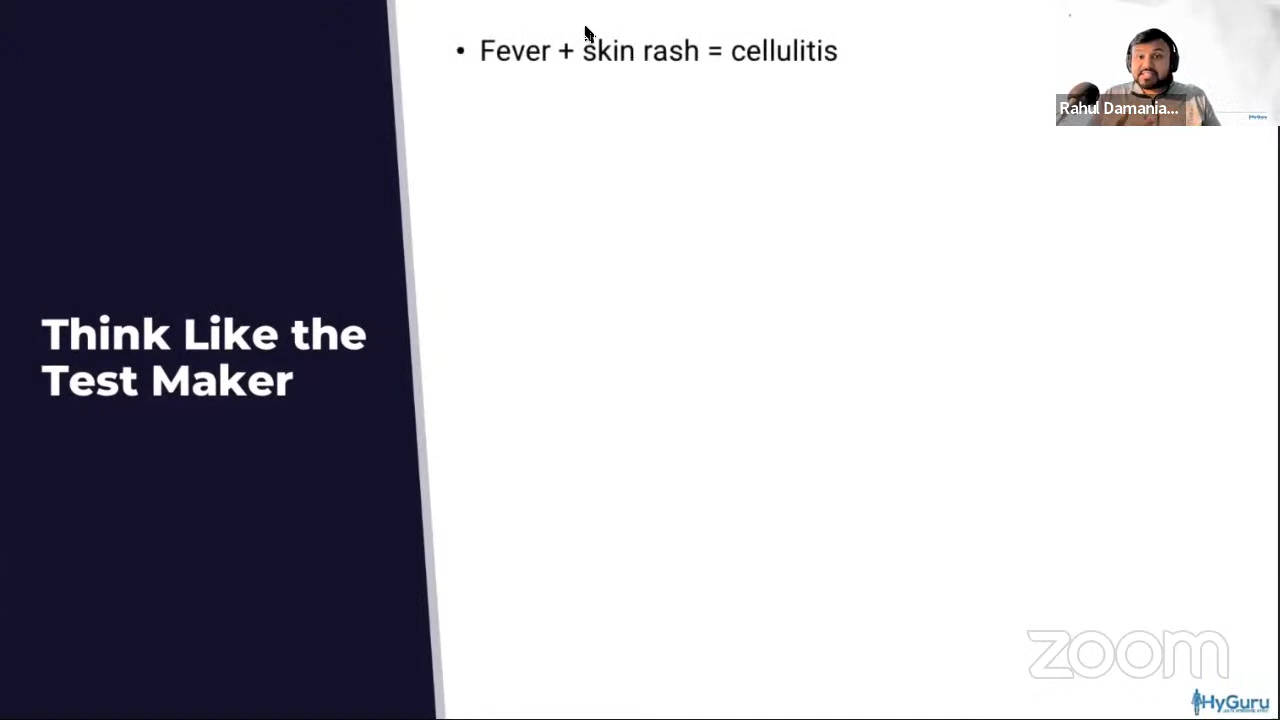 • Fever + skin rash = cellulitis
Rahul Damania...
Think Like the
Test Maker
zoom
HyGuru